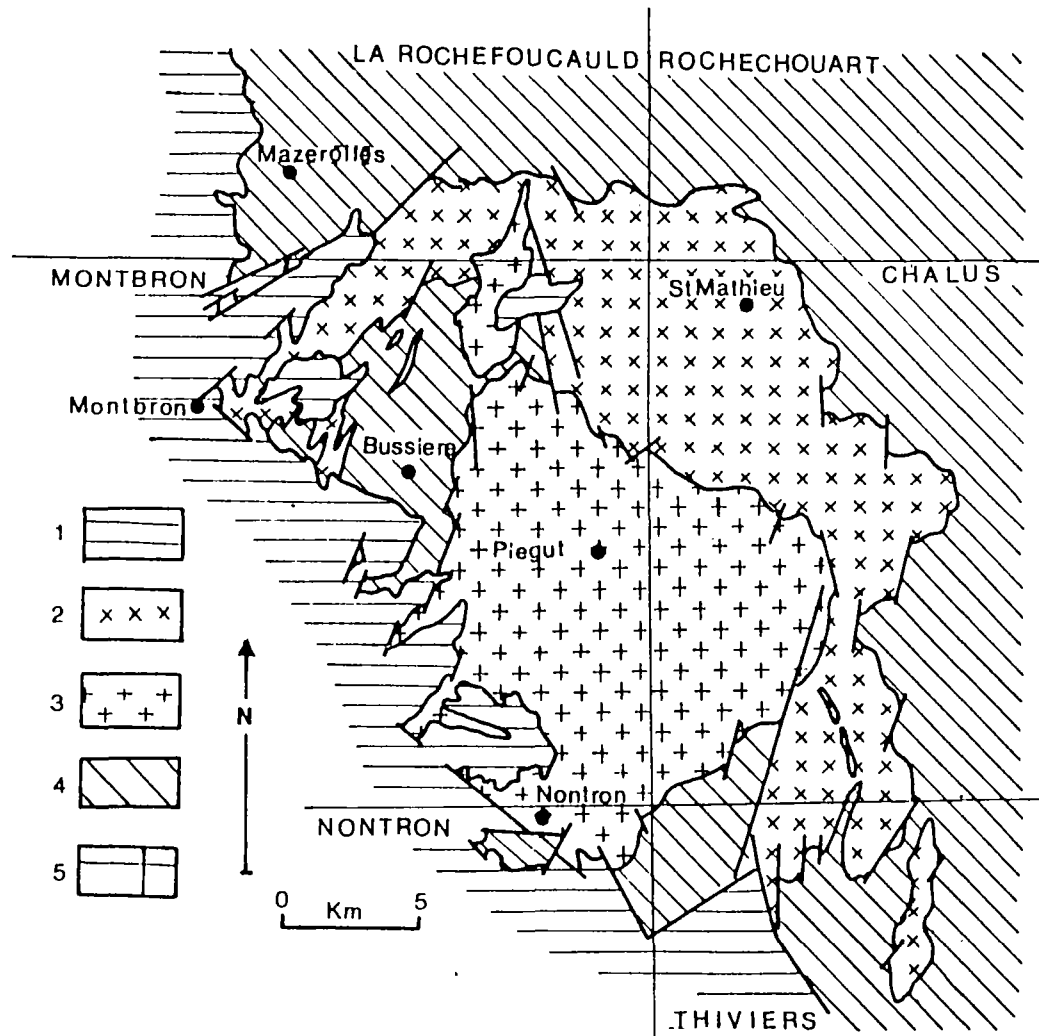 LA ROCHEFOUCAULD ROCHECHOUART
Mazerolles
MONTBRON
CHALUS
St Mathieu
Montbron
Bussiere
1
Piegut
2
3
N
4
Nontron
NONTRON
5
0 5
Km
THIVIERS